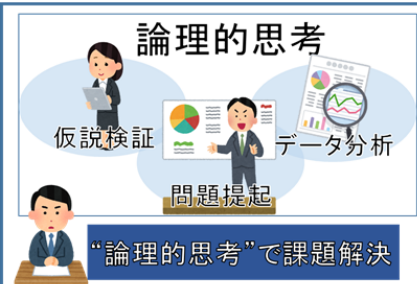 論理的思考
仮説検証
データ分析
問題提起
“論理的思考”で課題解決